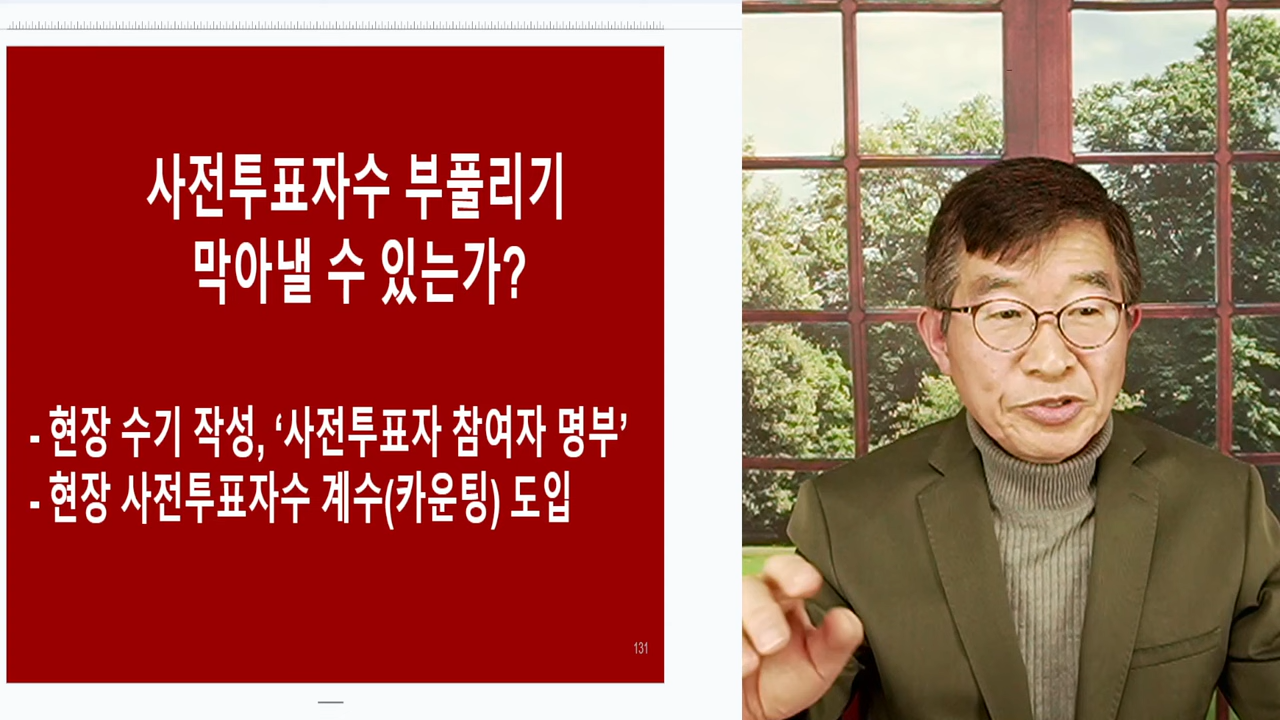 사전투표자수 부풀리기
막아낼 수 있는가?
- 현장 수기 작성, ‘사전투표자 참여자 명부’
- 현장 사전투표자수 계수(카운팅) 도입
131